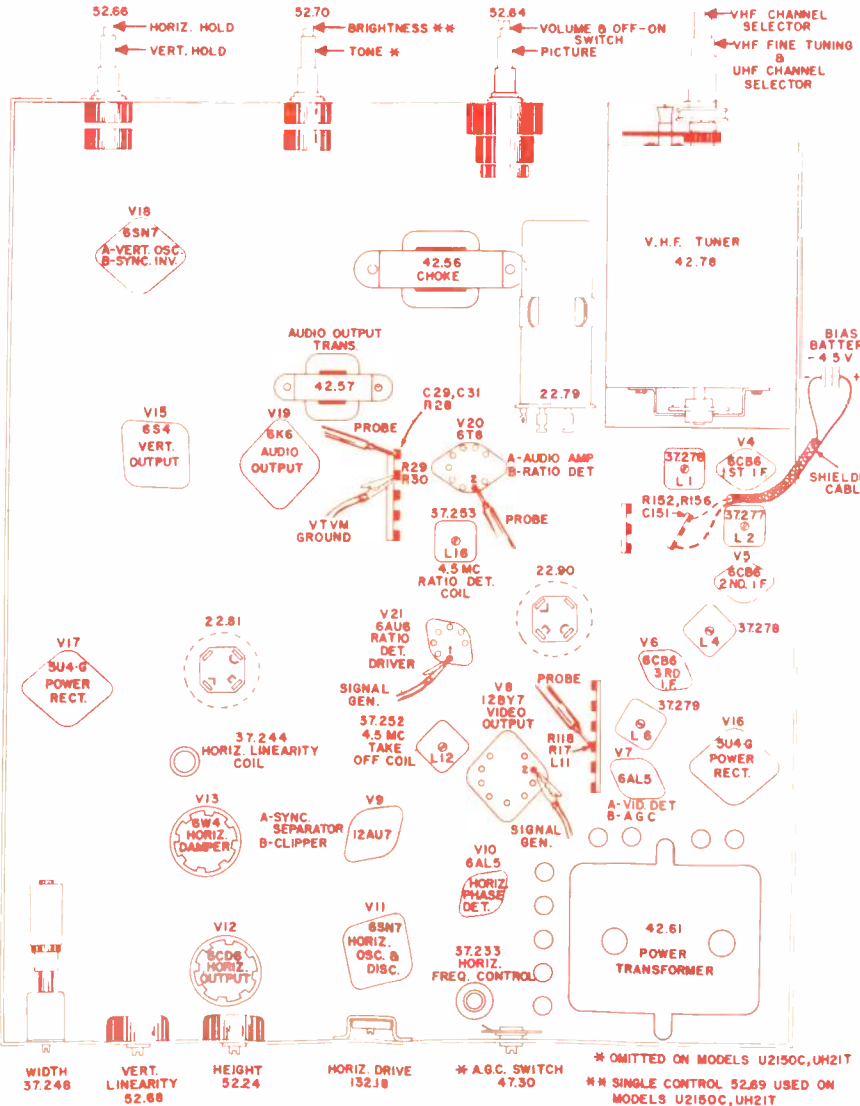 52.66
HORIZ. HOLD
VERT. HOLD
52.70
BRIGHTNESS **
TONE *
52.64
VOLUME & OFF-ON
SWITCH
PICTURE
VHF CHANNEL
SELECTOR
VHF FINE TUNING
&
UHF CHANNEL
SELECTOR
V18
6SN7
A-VERT. OSC.
B-SYNC. INV.
42.56
CHOKE
V.H.F. TUNER
42.78
AUDIO OUTPUT
TRANS.
42.57
22.79
BIAS
BATTER
- 4.5V
- +
C29, C31
R28
PROBE
V15
6S4
VERT.
OUTPUT
V19
6K6
AUDIO
OUTPUT
R29
R30
VTVM
GROUND
V20
6T8
A-AUDIO AMP
B-RATIO DET
2
PROBE
37.276
L1
V4
6CB6
1ST I.F.
SHIELD
CABL
R152, R156,
C151
37.277
L2
37.253
L16
4.5 MC
RATIO DET.
COIL
V5
6CB6
2ND. I F
22.90
22.81
V21
6AU6
RATIO
DET.
DRIVER
1
SIGNAL
GEN.
37.278
L4
V17
5U4-G
POWER
RECT.
V6
6CB6
3RD
I.F.
PROBE
V8
12BY7
VIDEO
OUTPUT
2
R118
R17
L11
37.279
L6
V16
5U4G
POWER
RECT.
37.244
HORIZ. LINEARITY
COIL
37.252
4.5 MC
TAKE
OFF COIL
L12
V7
6AL5
A-VID. DET
B-AGC
SIGNAL
GEN.
V13
6W4
HORIZ.
DAMPER
A-SYNC.
SEPARATOR
B-CLIPPER
V9
12AU7
V10
6AL5
HORIZ.
PHASE
DET.
V12
6CD6
HORIZ.
OUTPUT
V11
6SN7
HORIZ.
OSC. &
DISC.
37.233
HORIZ.
FREQ. CONTROL
42.61
POWER
TRANSFORMER
WIDTH
37.248
VERT.
LINEARITY
52.68
HEIGHT
52.24
HORIZ. DRIVE
132.18
* A.G.C. SWITCH
47.30
* OMITTED ON MODELS U2150C, UH21T
** SINGLE CONTROL 52.69 USED ON
MODELS U2150C, UH21T